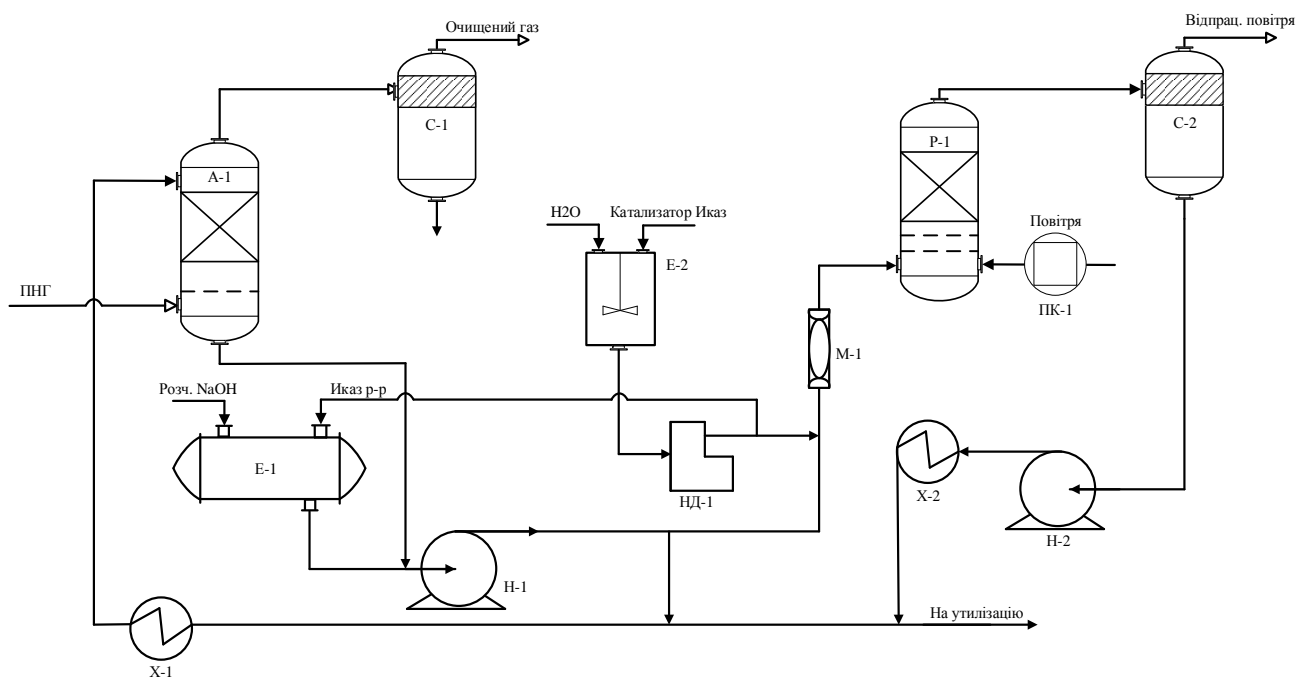 Очищений газ
Відпрац. повітря
С-1
С-2
Р-1
А-1
H2O
Катализатор Иказ
Повітря
Е-2
ПНГ
ПК-1
М-1
Розч. NaOH
Иказ р-р
Е-1
Х-2
НД-1
Н-2
Н-1
На утилізацію
Х-1